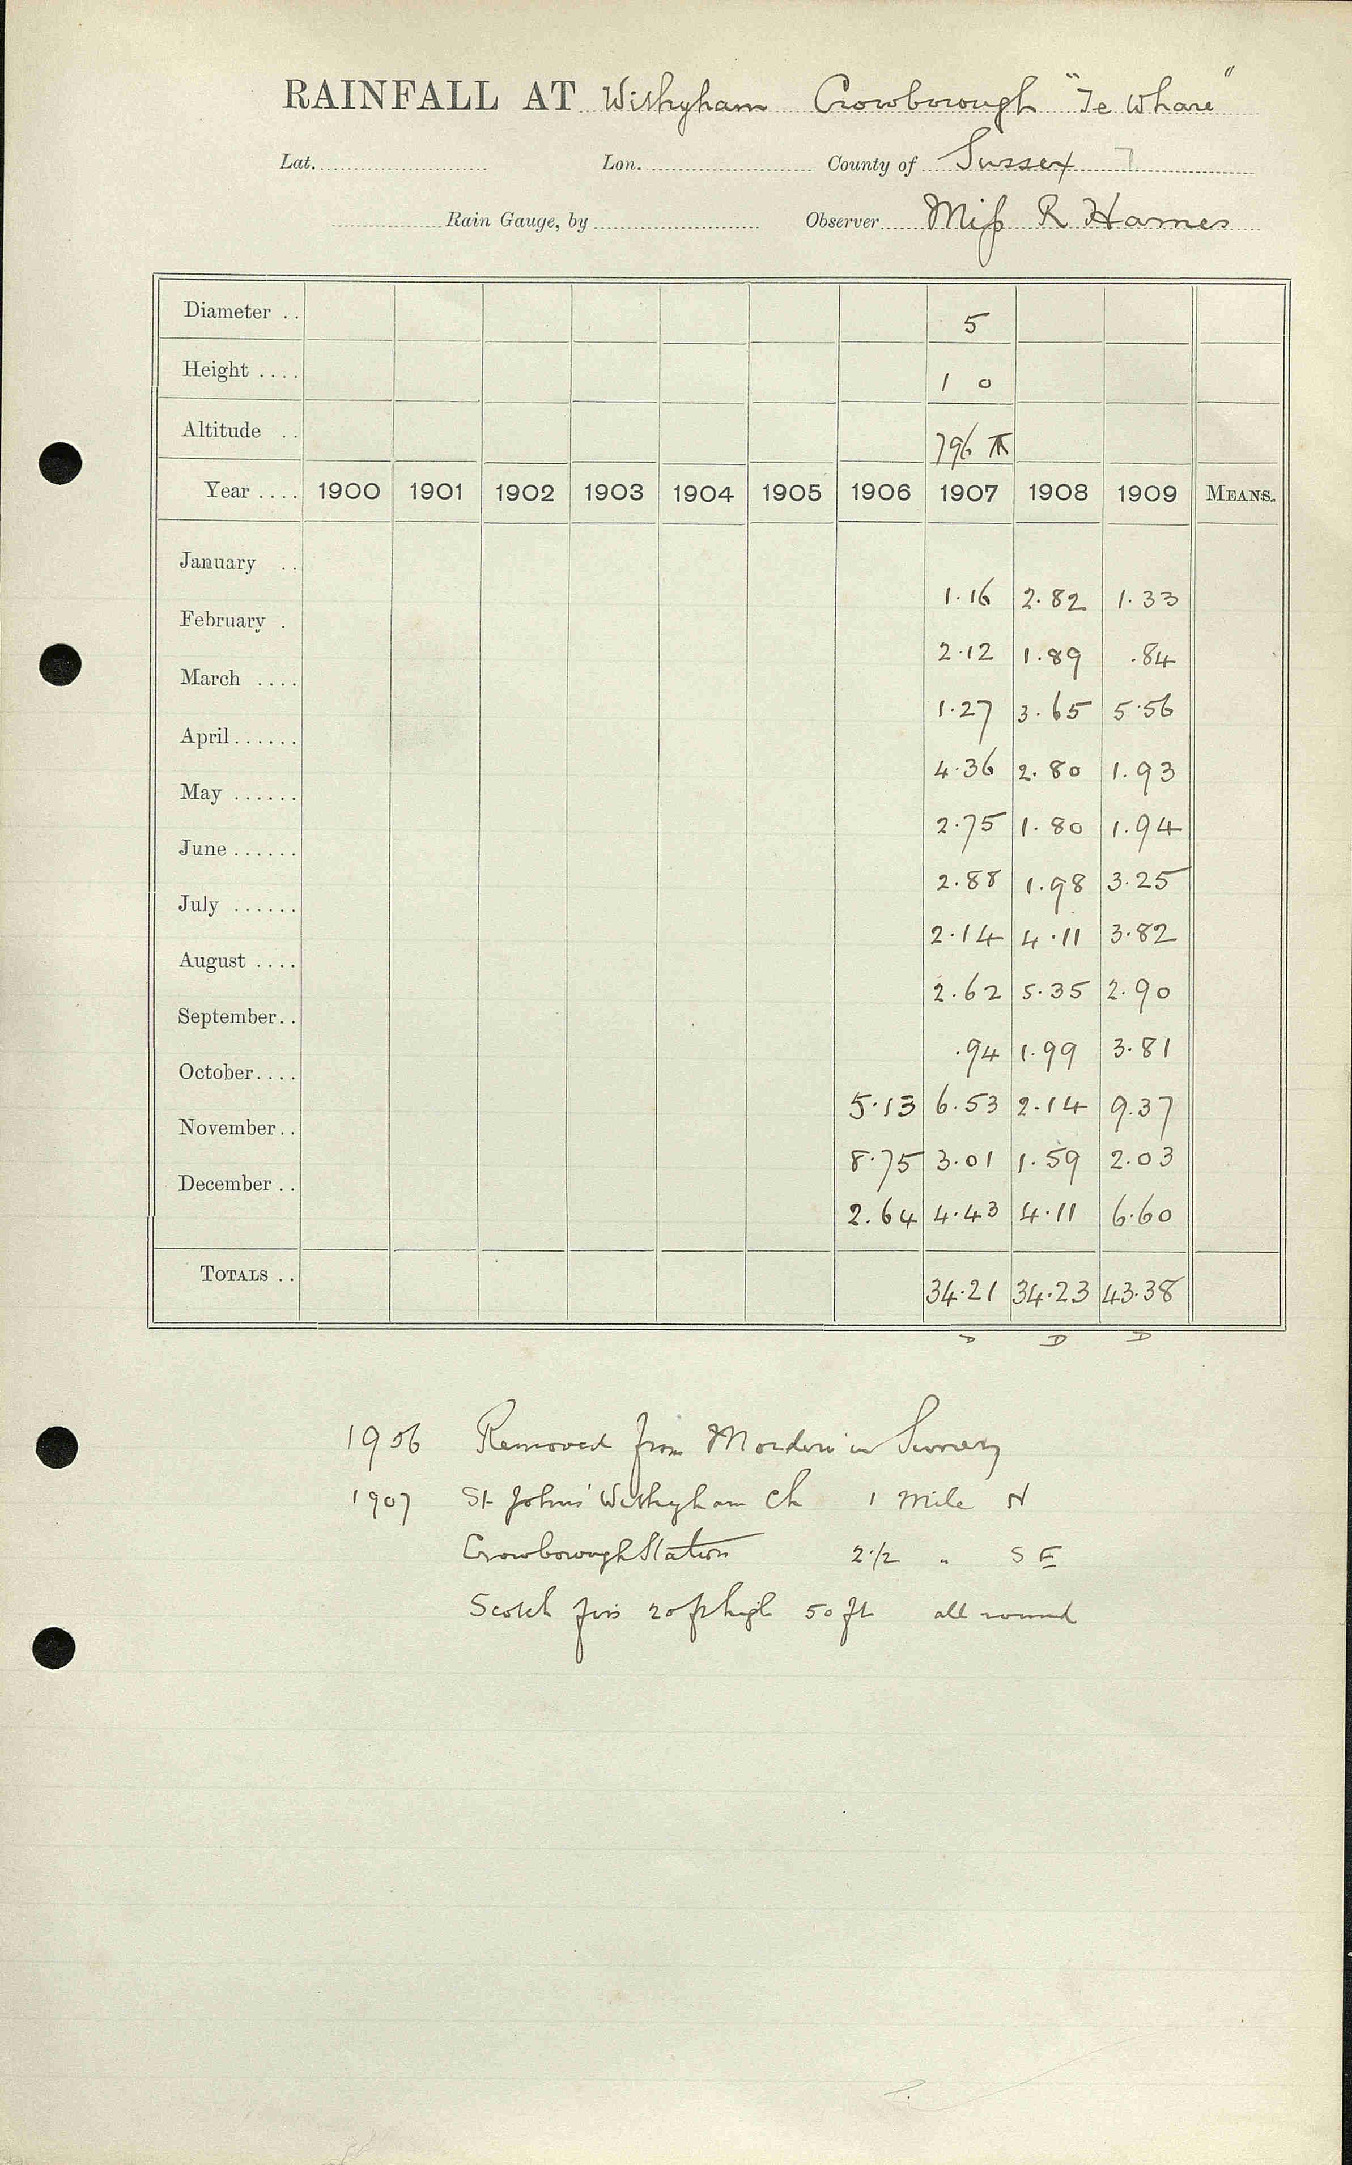 RAINFALL AT Withyham Crowborough "Te Whare"
Lat. Lon. County of Sussex 7
Rain Gauge, by Observer Miss R Hames
Diameter .. 5
Height .... 1 0
Altitude .. 796
Year .... 1900 1901 1902 1903 1904 1905 1906 1907 1908 1909 MEANS.
January .. 1.16 2.82 1.33
February . 2.12 1.89 .84
March .... 1.27 3.65 5.56
April...... 4.36 2.80 1.93
May ...... 2.75 1.80 1.94
June...... 2.88 1.98 3.25
July ...... 2.14 4.11 3.82
August .... 2.62 5.35 2.90
September.. .94 1.99 3.81
October.... 5.13 6.53 2.14 9.37
November.. 8.75 3.01 1.59 2.03
December .. 2.64 4.43 4.11 6.60
TOTALS .. 34.21 34.23 43.38
D D D
1906 Removed from Morden in Surrey
1907 St Johns' Withyham Ch 1 mile N
Crowborough Station 2 1/2 " S E
Scotch firs 20 ft high 50 ft all round